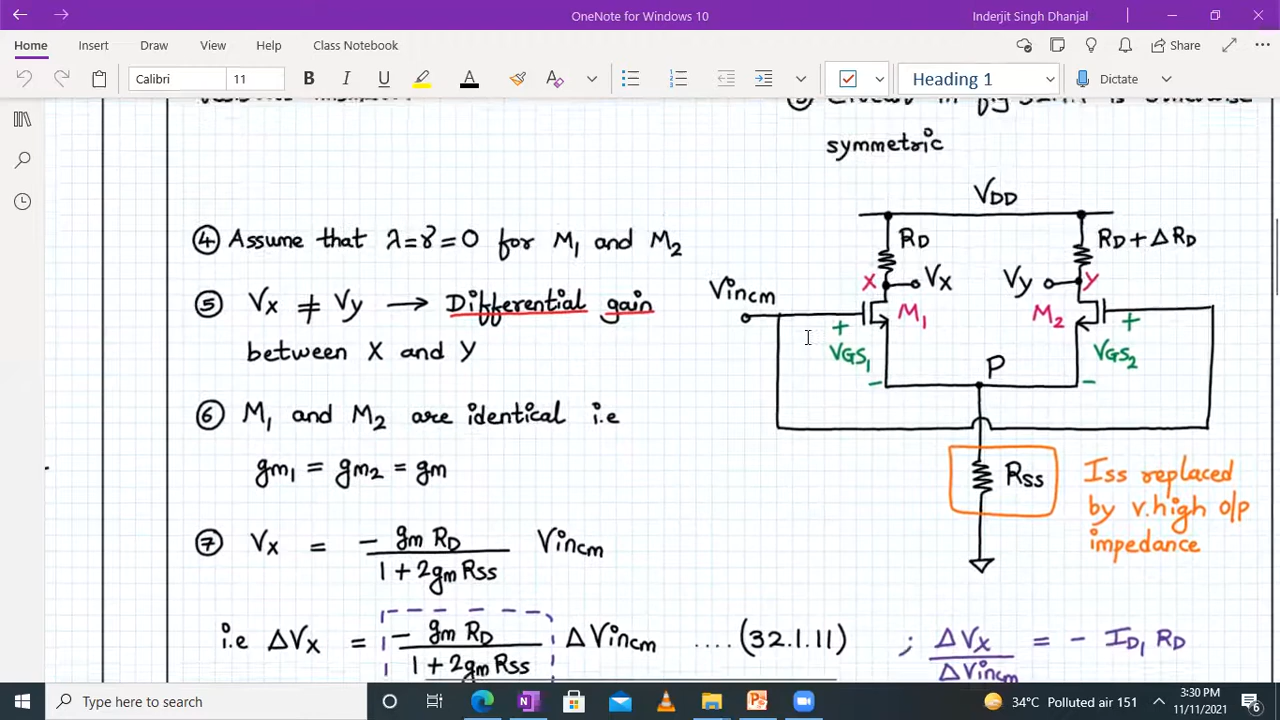 OneNote for Windows 10
Inderjit Singh Dhanjal
Home Insert Draw View Help Class Notebook
Share
Calibri 11 B I U A Heading 1 Dictate
symmetric
④ Assume that λ=γ=0 for M1 and M2
⑤ Vx ≠ Vy → Differential gain
between X and Y
⑥ M1 and M2 are identical i.e
gm1 = gm2 = gm
⑦ Vx = - gm RD / 1 + 2gm Rss Vincm
i.e ΔVx = - gm RD / 1 + 2gm Rss ΔVincm ....(32.1.11) ; ΔVx / ΔVincm = - ID1 RD
VDD
RD RD + ΔRD
X Vx Vy Y
Vincm
M1 M2
+ +
VGS1 VGS2
P
- -
Rss
Iss replaced
by v.high o/p
impedance
Type here to search
34°C Polluted air 151
3:30 PM
11/11/2021
6